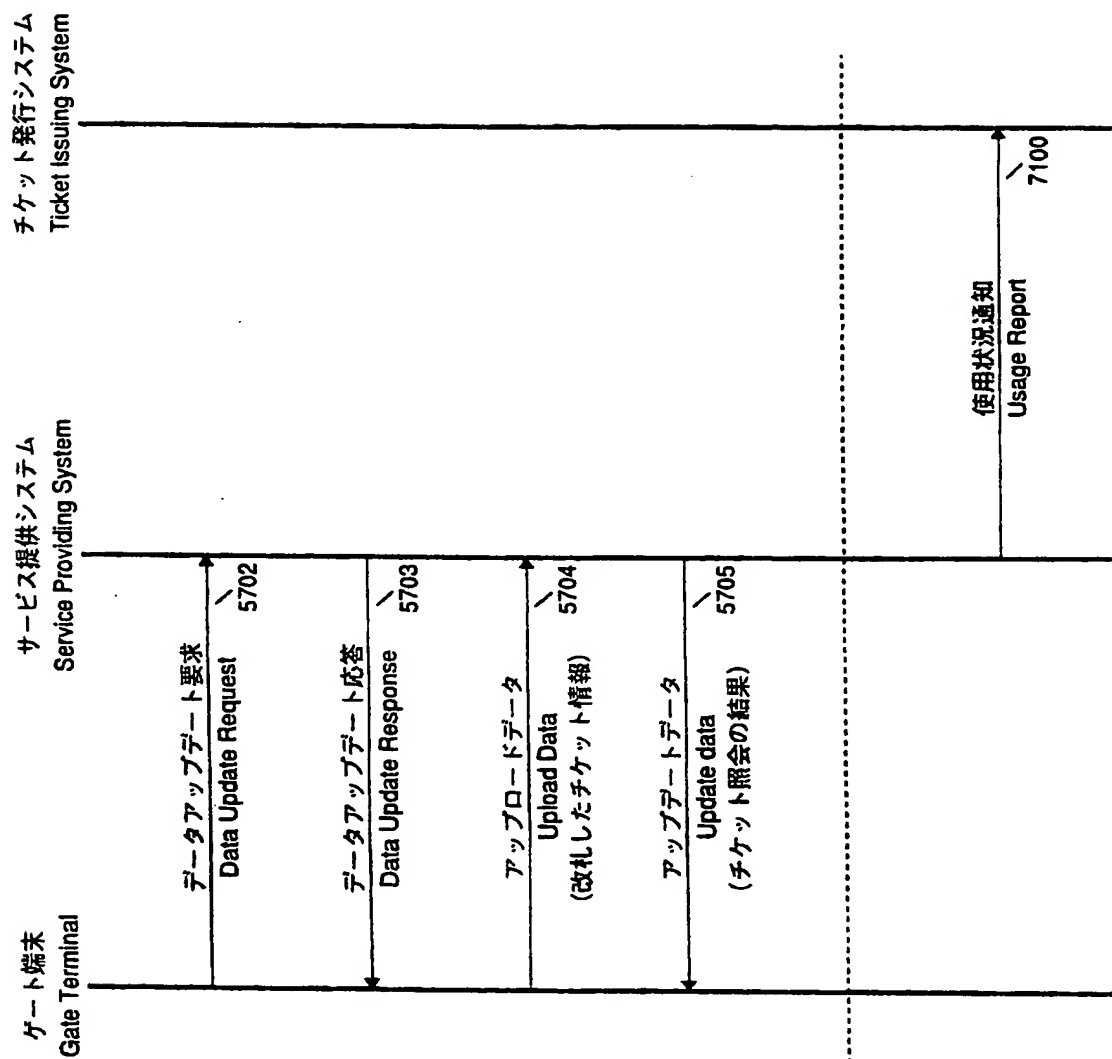 ゲート端末
Gate Terminal
サービス提供システム
Service Providing System
チケット発行システム
Ticket Issuing System
データアップデート要求
Data Update Request
5702
データアップデート応答
Data Update Response
5703
アップロードデータ
Upload Data
(改札したチケット情報)
5704
アップデートデータ
Update data
(チケット照会の結果)
5705
使用状況通知
Usage Report
7100